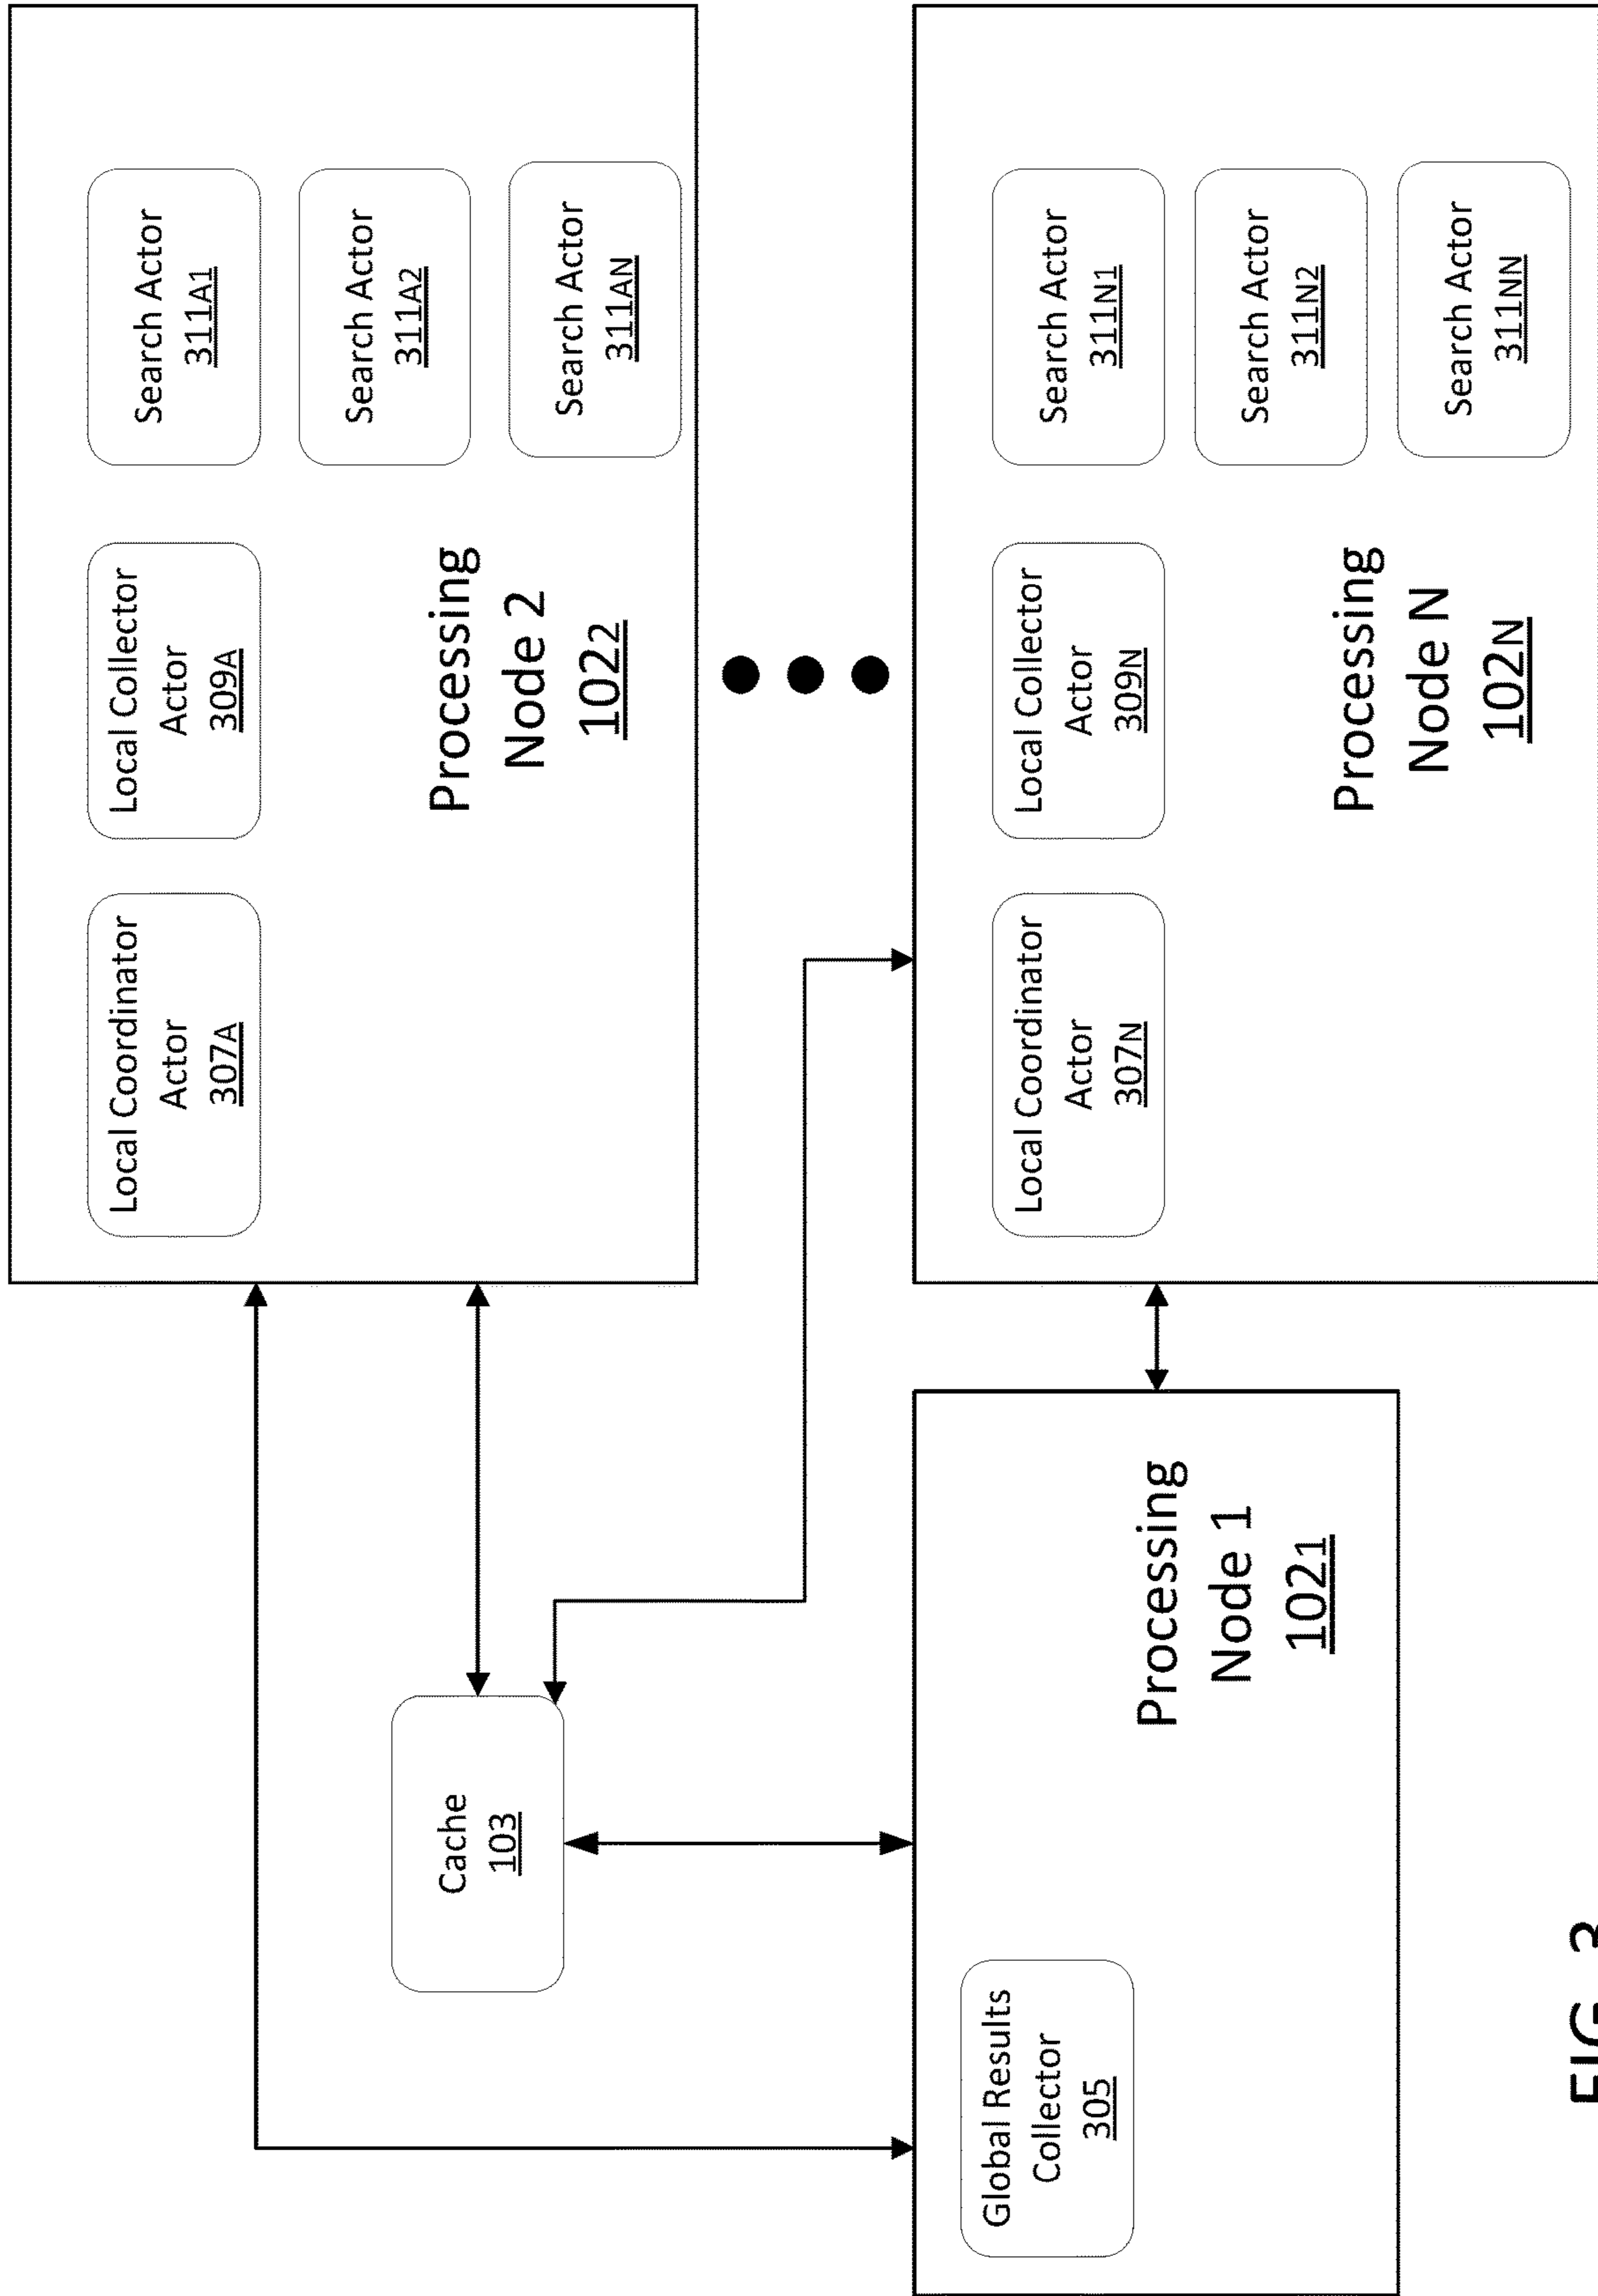 Global Results
Collector
305
Processing
Node 1
102₁
Cache
103
Local Coordinator
Actor
307A
Local Collector
Actor
309A
Search Actor
311A1
Search Actor
311A2
Search Actor
311AN
Processing
Node 2
102₂
Local Coordinator
Actor
307N
Local Collector
Actor
309N
Search Actor
311N1
Search Actor
311N2
Search Actor
311NN
Processing
Node N
102N
FIG. 3